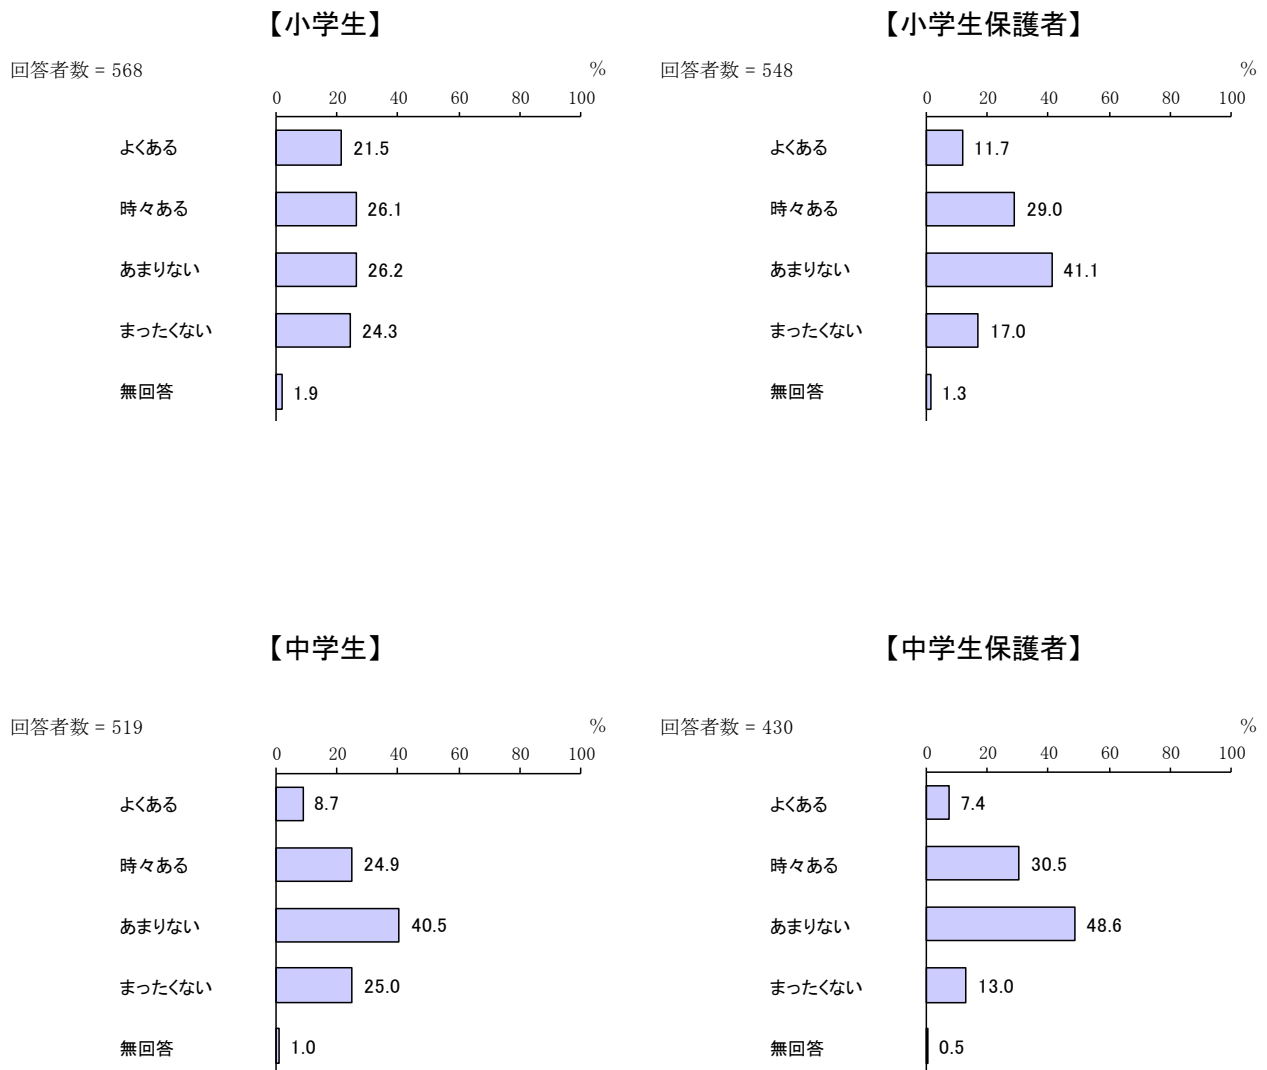 【小学生】
回答者数 = 568
%
0 20 40 60 80 100
よくある 21.5
時々ある 26.1
あまりない 26.2
まったくない 24.3
無回答 1.9
【小学生保護者】
回答者数 = 548
%
0 20 40 60 80 100
よくある 11.7
時々ある 29.0
あまりない 41.1
まったくない 17.0
無回答 1.3
【中学生】
回答者数 = 519
%
0 20 40 60 80 100
よくある 8.7
時々ある 24.9
あまりない 40.5
まったくない 25.0
無回答 1.0
【中学生保護者】
回答者数 = 430
%
0 20 40 60 80 100
よくある 7.4
時々ある 30.5
あまりない 48.6
まったくない 13.0
無回答 0.5